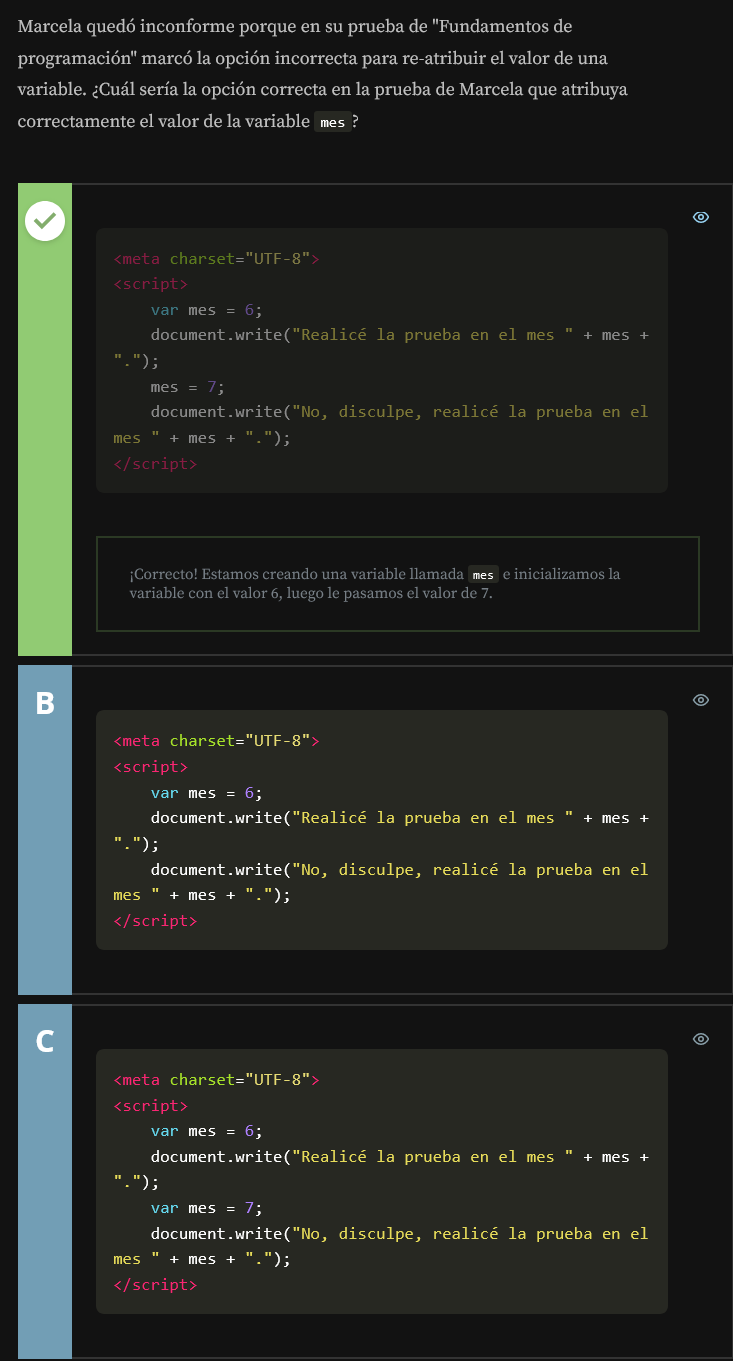 Marcela quedó inconforme porque en su prueba de "Fundamentos de
programación" marcó la opción incorrecta para re-atribuir el valor de una
variable. ¿Cuál sería la opción correcta en la prueba de Marcela que atribuya
correctamente el valor de la variable mes ?
<meta charset="UTF-8">
<script>
    var mes = 6;
    document.write("Realicé la prueba en el mes " + mes +
".");
    mes = 7;
    document.write("No, disculpe, realicé la prueba en el
mes " + mes + ".");
</script>
¡Correcto! Estamos creando una variable llamada mes e inicializamos la
variable con el valor 6, luego le pasamos el valor de 7.
B
<meta charset="UTF-8">
<script>
    var mes = 6;
    document.write("Realicé la prueba en el mes " + mes +
".");
    document.write("No, disculpe, realicé la prueba en el
mes " + mes + ".");
</script>
C
<meta charset="UTF-8">
<script>
    var mes = 6;
    document.write("Realicé la prueba en el mes " + mes +
".");
    var mes = 7;
    document.write("No, disculpe, realicé la prueba en el
mes " + mes + ".");
</script>